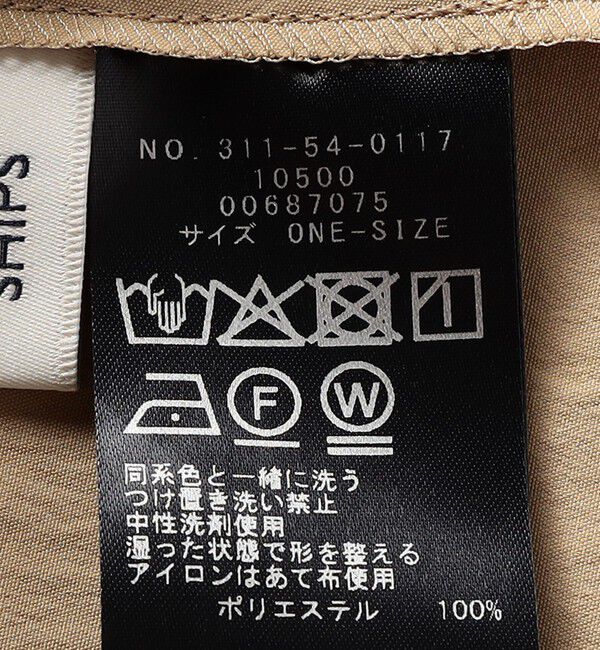 SHIPS
NO. 311-54-0117
10500
00687075
サイズ ONE-SIZE
F
W
同系色と一緒に洗う
つけ置き洗い禁止
中性洗剤使用
湿った状態で形を整える
アイロンはあて布使用
ポリエステル 100%